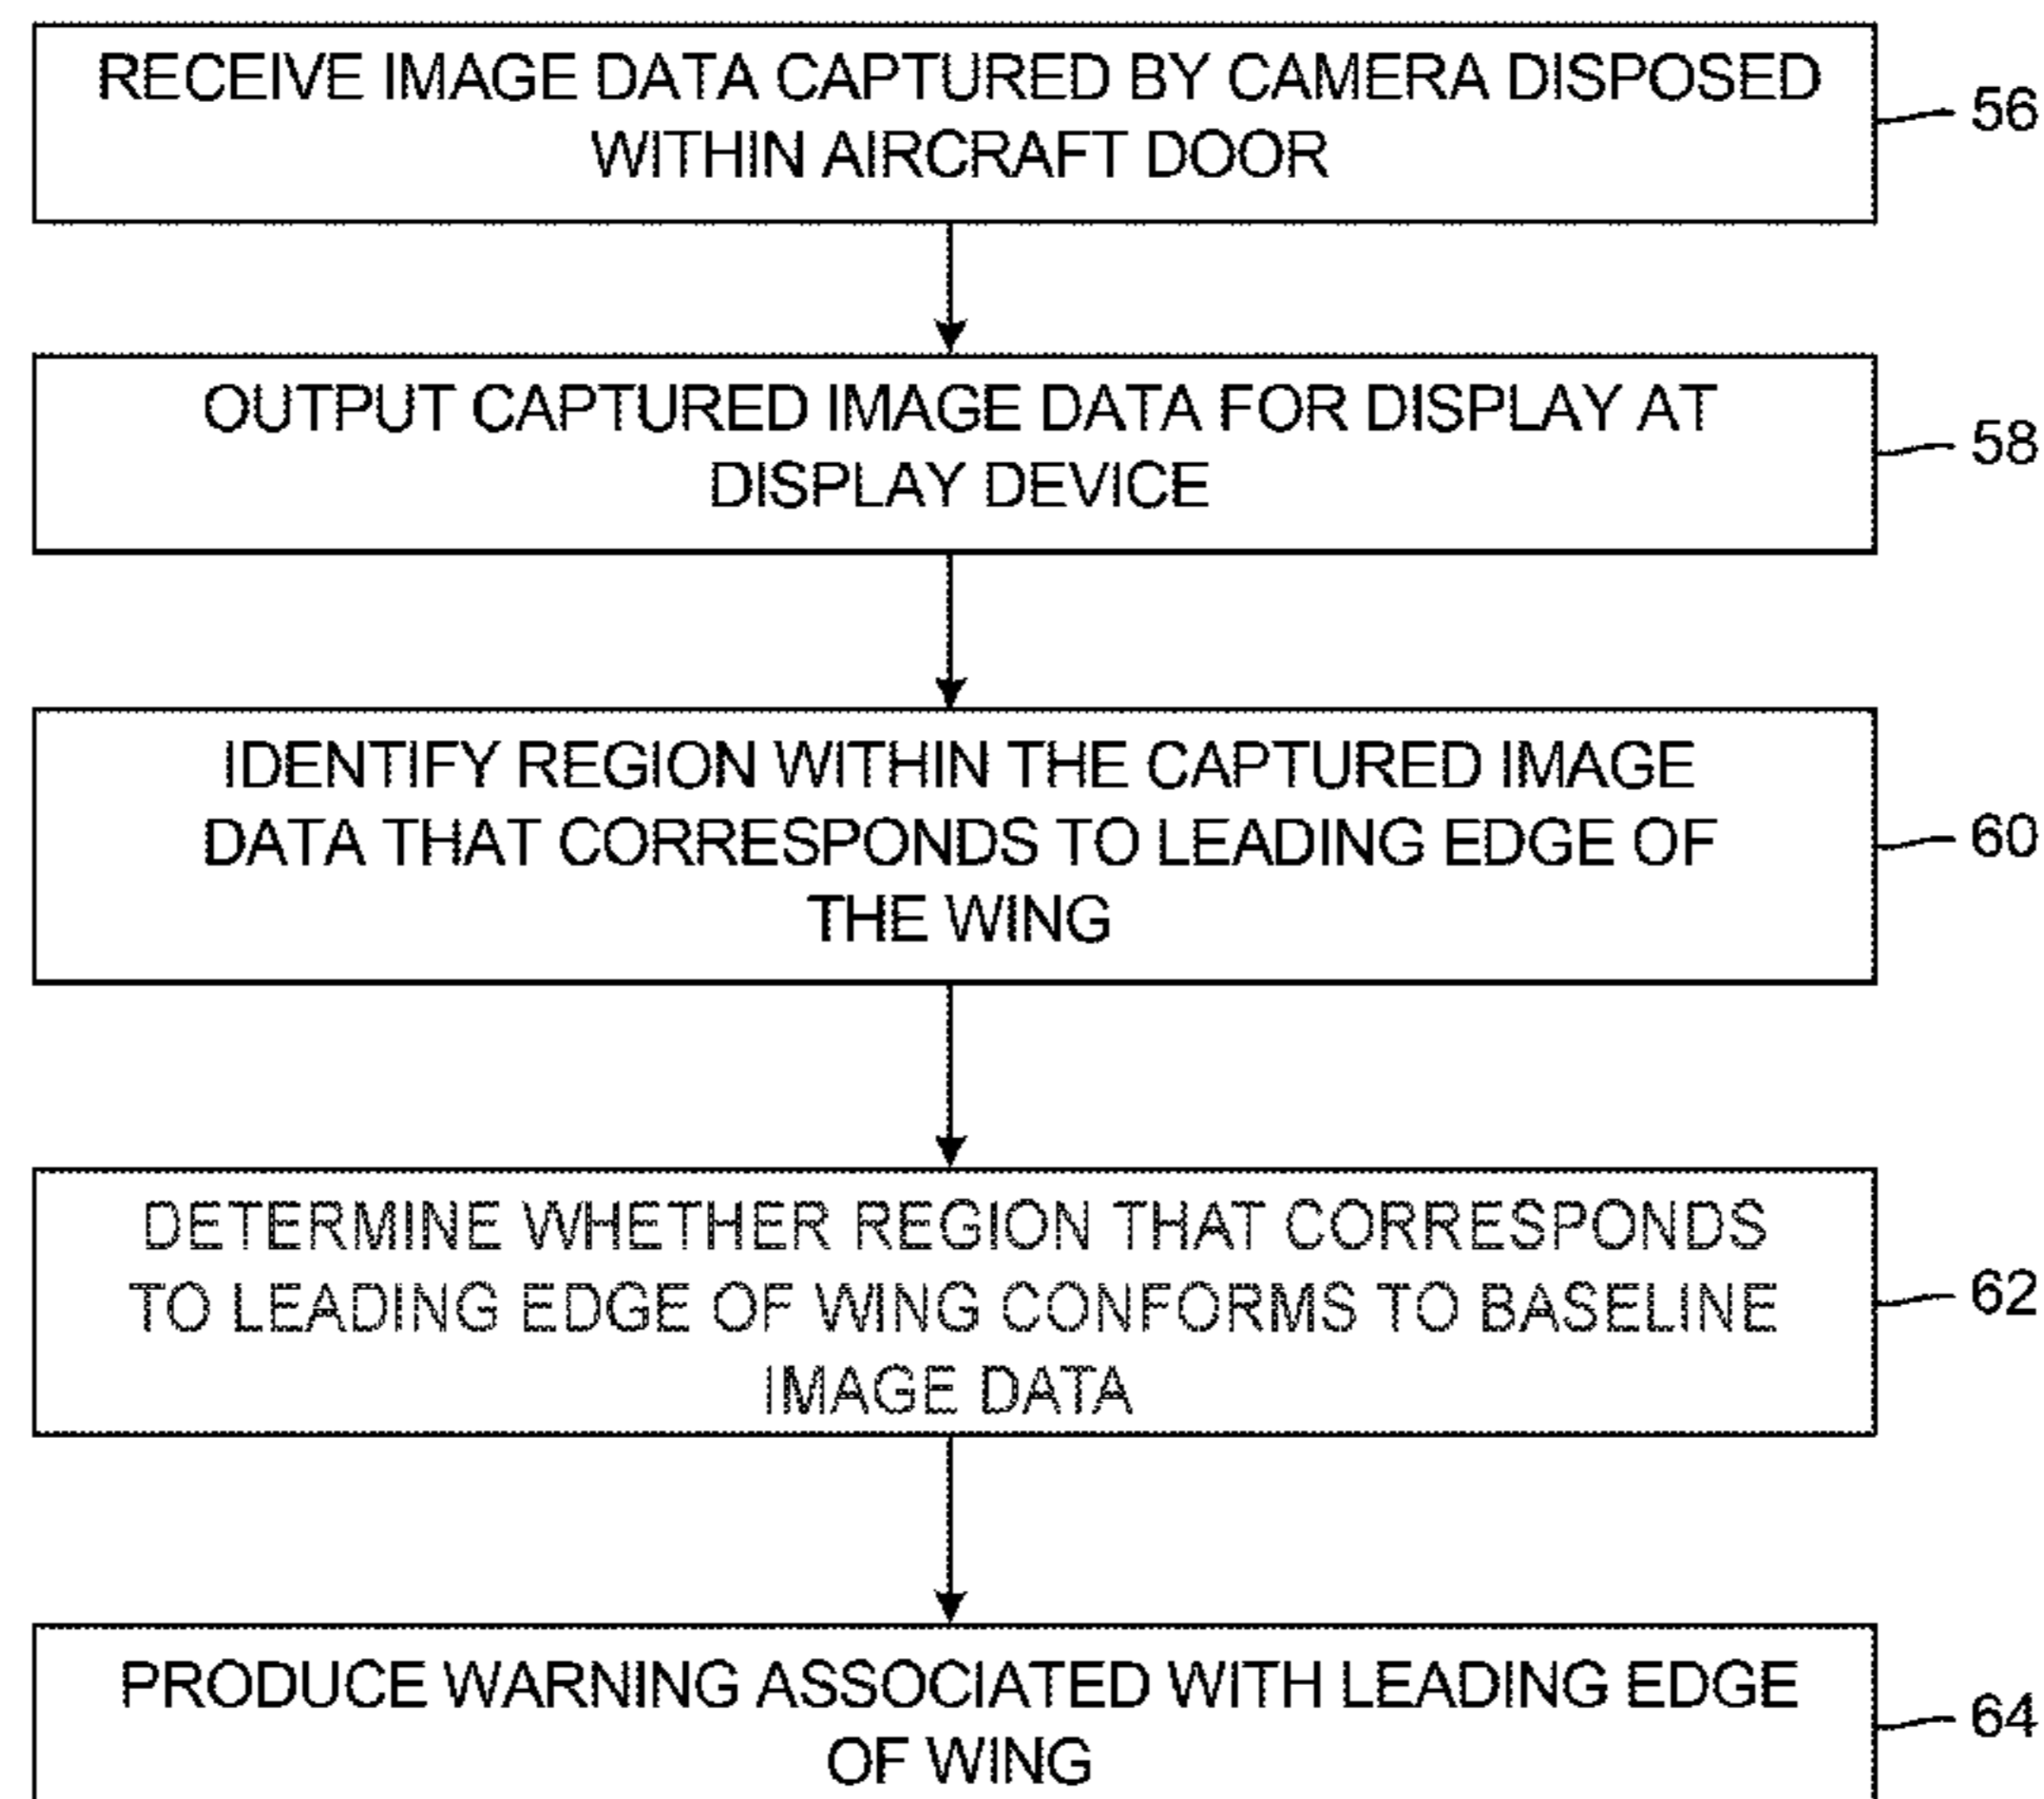 RECEIVE IMAGE DATA CAPTURED BY CAMERA DISPOSED
WITHIN AIRCRAFT DOOR
56
OUTPUT CAPTURED IMAGE DATA FOR DISPLAY AT
DISPLAY DEVICE
58
IDENTIFY REGION WITHIN THE CAPTURED IMAGE
DATA THAT CORRESPONDS TO LEADING EDGE OF
THE WING
60
DETERMINE WHETHER REGION THAT CORRESPONDS
TO LEADING EDGE OF WING CONFORMS TO BASELINE
IMAGE DATA
62
PRODUCE WARNING ASSOCIATED WITH LEADING EDGE
OF WING
64